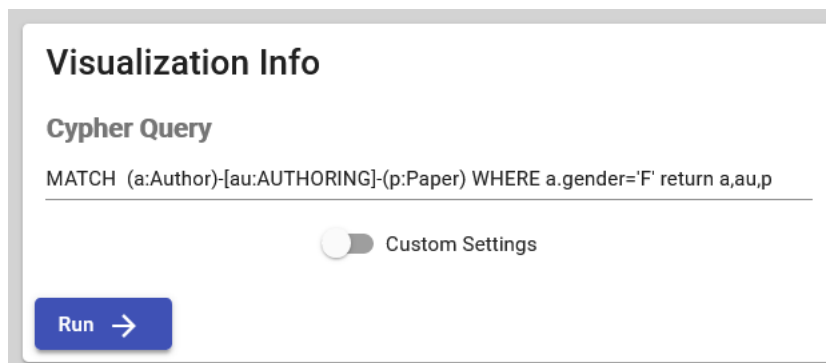 Visualization Info
Cypher Query
MATCH  (a:Author)-[au:AUTHORING]-(p:Paper) WHERE a.gender='F' return a,au,p
Custom Settings
Run →